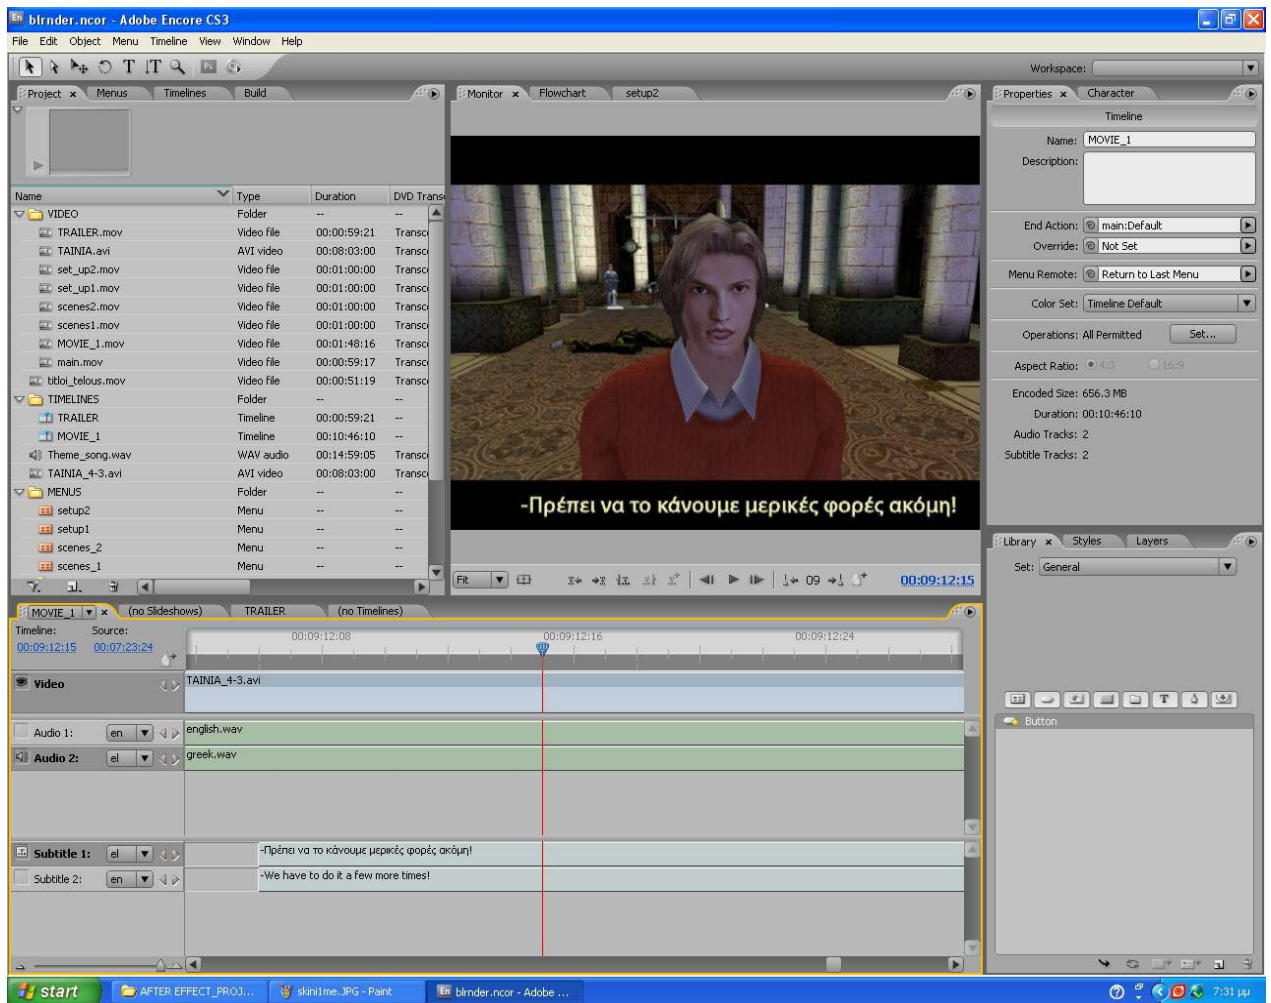 blrnder.ncor - Adobe Encore CS3
File Edit Object Menu Timeline View Window Help
Workspace:
Project Menus Timelines Build
Monitor Flowchart setup2
Properties Character
Timeline
Name: MOVIE_1
Description:
Name Type Duration DVD Trans
VIDEO Folder -- --
TRAILER.mov Video file 00:00:59:21 Transc
TAINIA.avi AVI video 00:08:03:00 Transc
set_up2.mov Video file 00:01:00:00 Transc
set_up1.mov Video file 00:01:00:00 Transc
scenes2.mov Video file 00:01:00:00 Transc
scenes1.mov Video file 00:01:00:00 Transc
MOVIE_1.mov Video file 00:01:48:16 Transc
main.mov Video file 00:00:59:17 Transc
titloi_telous.mov Video file 00:00:51:19 Transc
TIMELINES Folder -- --
TRAILER Timeline 00:00:59:21 --
MOVIE_1 Timeline 00:10:46:10 --
Theme_song.wav WAV audio 00:14:59:05 Transc
TAINIA_4-3.avi AVI video 00:08:03:00 Transc
MENUS Folder -- --
setup2 Menu -- --
setup1 Menu -- --
scenes_2 Menu -- --
scenes_1 Menu -- --
-Πρέπει να το κάνουμε μερικές φορές ακόμη!
Fit 09 00:09:12:15
End Action: main:Default
Override: Not Set
Menu Remote: Return to Last Menu
Color Set: Timeline Default
Operations: All Permitted Set...
Aspect Ratio: 4:3 16:9
Encoded Size: 656.3 MB
Duration: 00:10:46:10
Audio Tracks: 2
Subtitle Tracks: 2
Library Styles Layers
Set: General
Button
MOVIE_1 (no Slideshows) TRAILER (no Timelines)
Timeline: Source:
00:09:12:15 00:07:23:24
00:09:12:08 00:09:12:16 00:09:12:24
Video TAINIA_4-3.avi
Audio 1: en english.wav
Audio 2: el greek.wav
Subtitle 1: el -Πρέπει να το κάνουμε μερικές φορές ακόμη!
Subtitle 2: en -We have to do it a few more times!
start AFTER EFFECT_PROJ... skini1me.JPG - Paint blrnder.ncor - Adobe ... 7:31 μμ